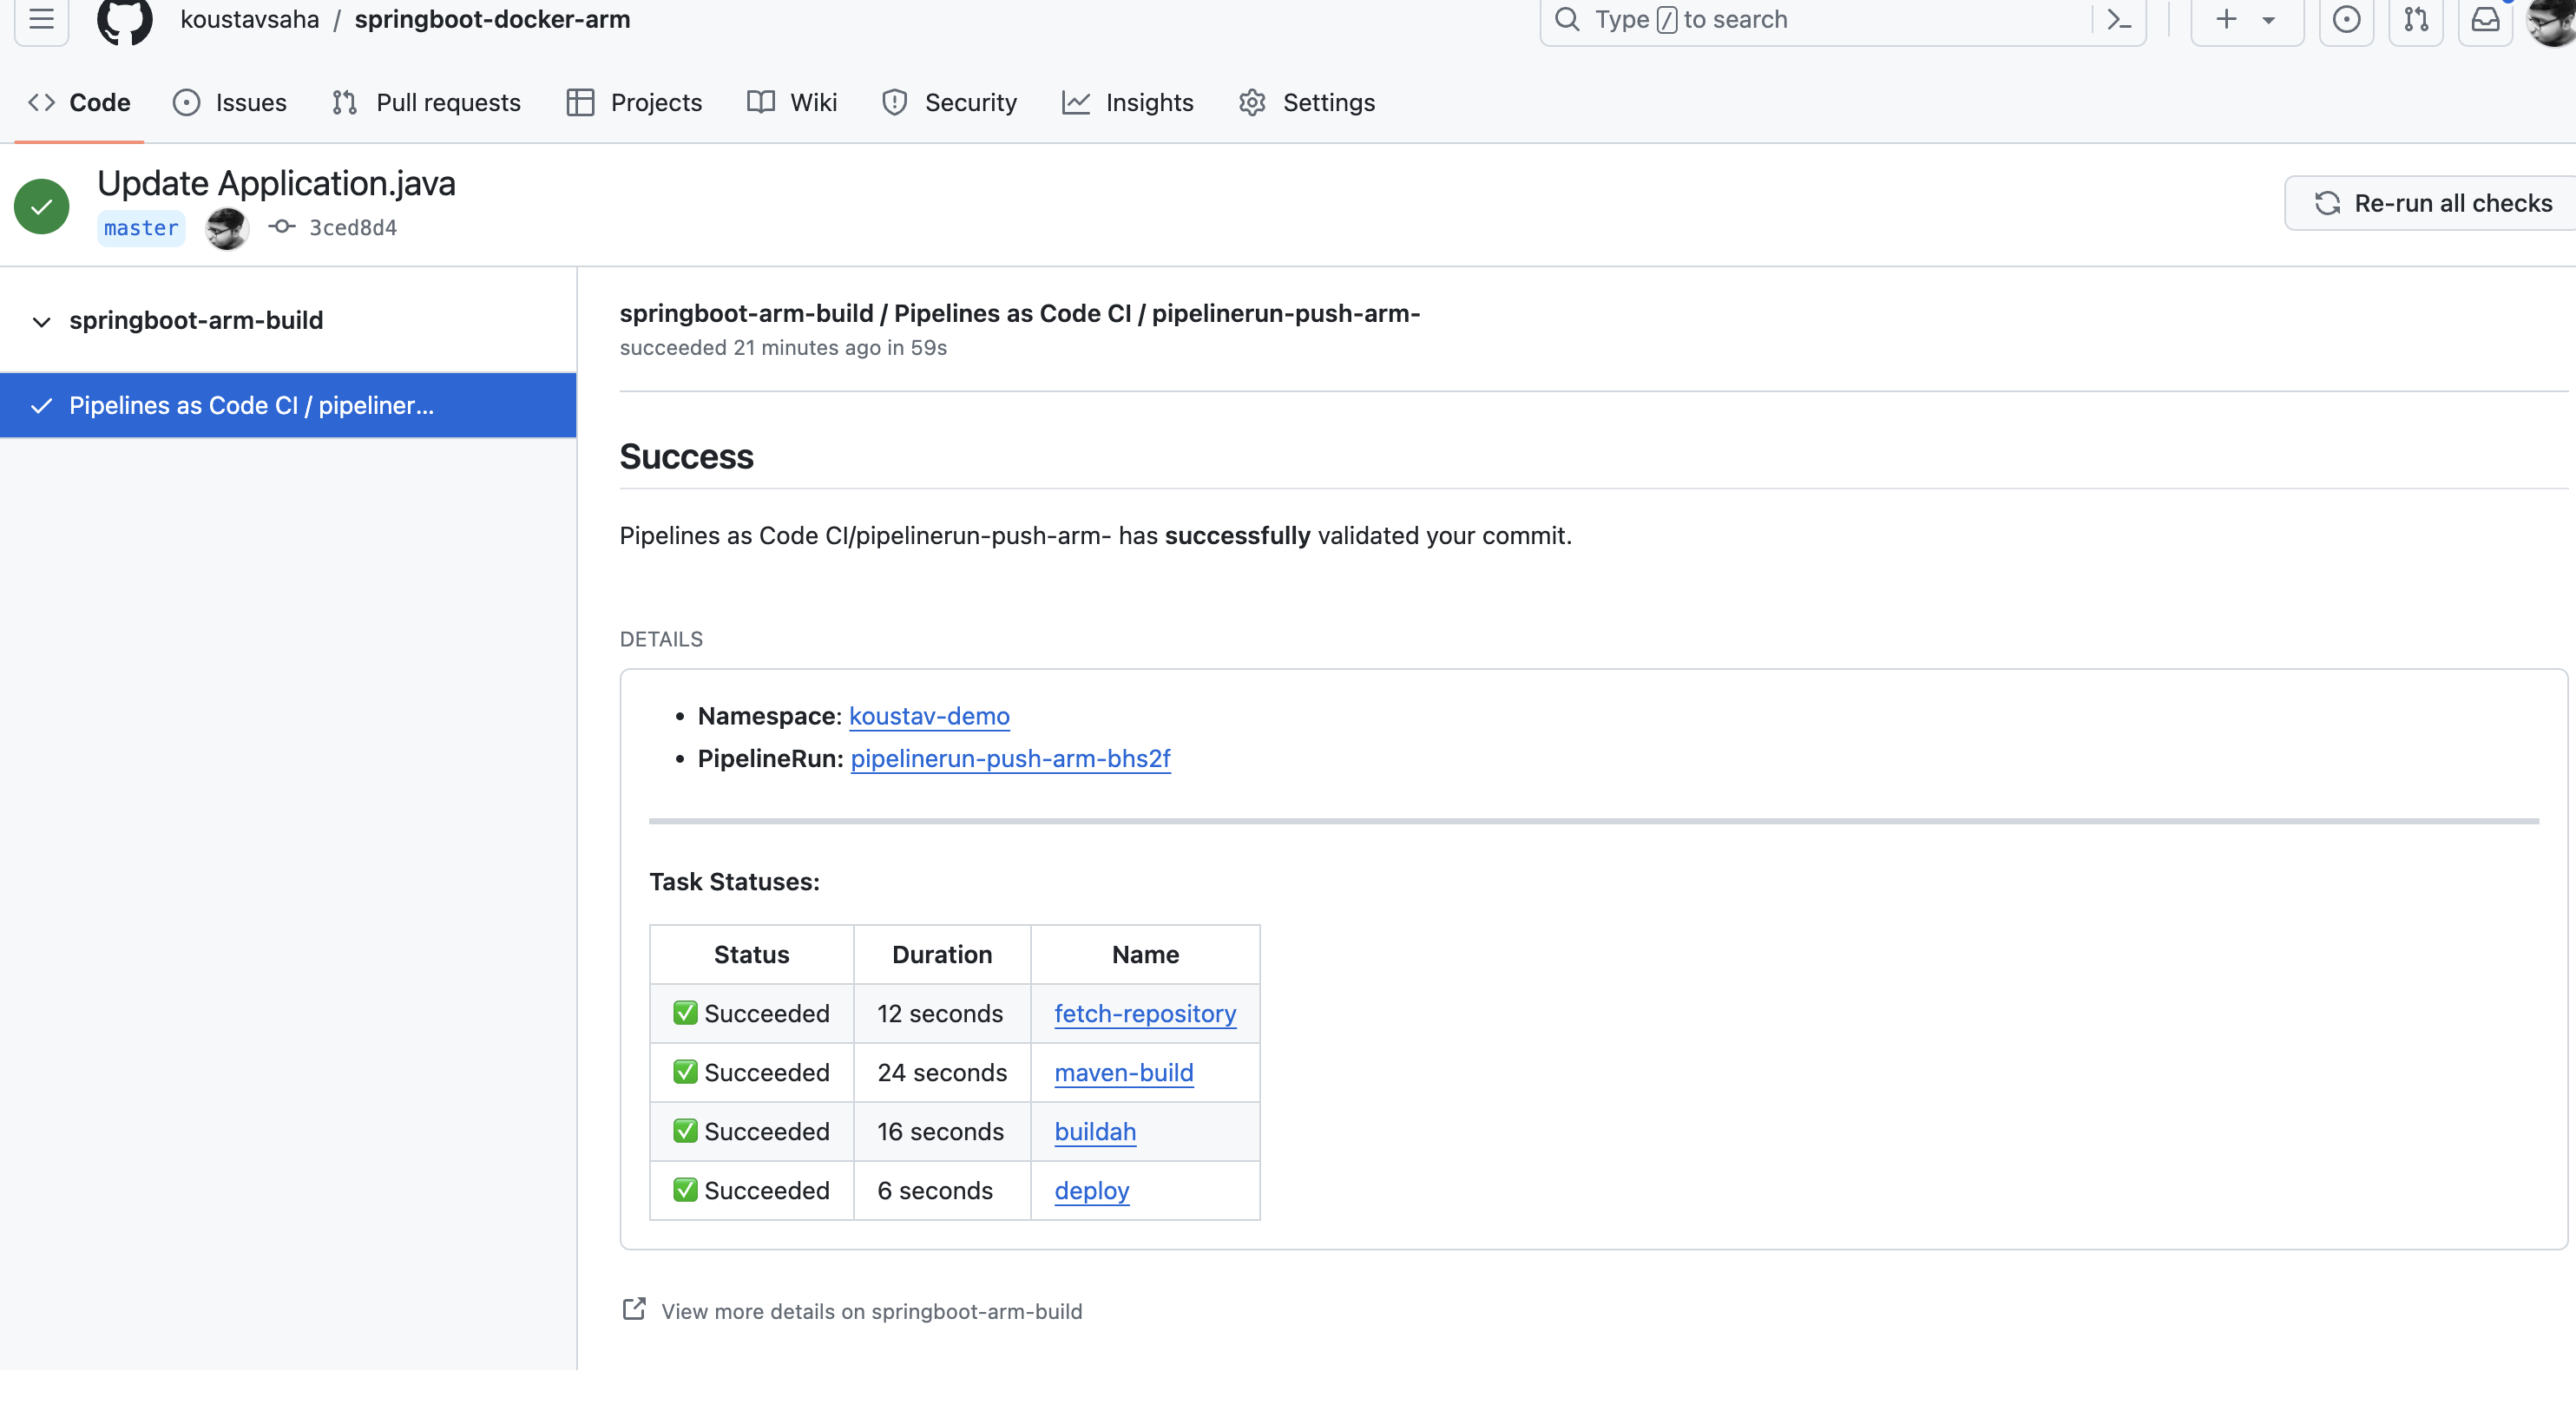 koustavsaha / springboot-docker-arm
Type / to search
Code
Issues
Pull requests
Projects
Wiki
Security
Insights
Settings
Update Application.java
master
3ced8d4
Re-run all checks
springboot-arm-build
Pipelines as Code CI / pipeliner...
springboot-arm-build / Pipelines as Code CI / pipelinerun-push-arm-
succeeded 21 minutes ago in 59s
Success
Pipelines as Code CI/pipelinerun-push-arm- has successfully validated your commit.
DETAILS
Namespace: koustav-demo
PipelineRun: pipelinerun-push-arm-bhs2f
Task Statuses:
Status Duration Name
✅ Succeeded 12 seconds fetch-repository
✅ Succeeded 24 seconds maven-build
✅ Succeeded 16 seconds buildah
✅ Succeeded 6 seconds deploy
View more details on springboot-arm-build